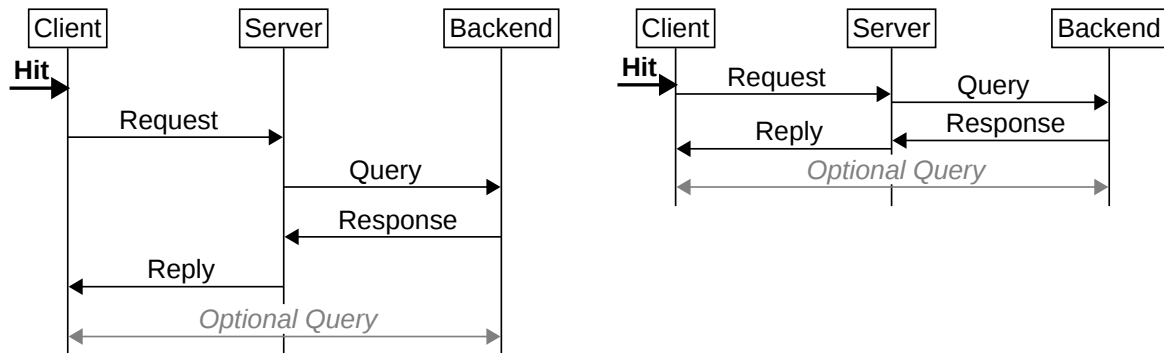 Client
Server
Backend
Hit
Request
Query
Response
Reply
Optional Query
Client
Server
Backend
Hit
Request
Query
Response
Reply
Optional Query